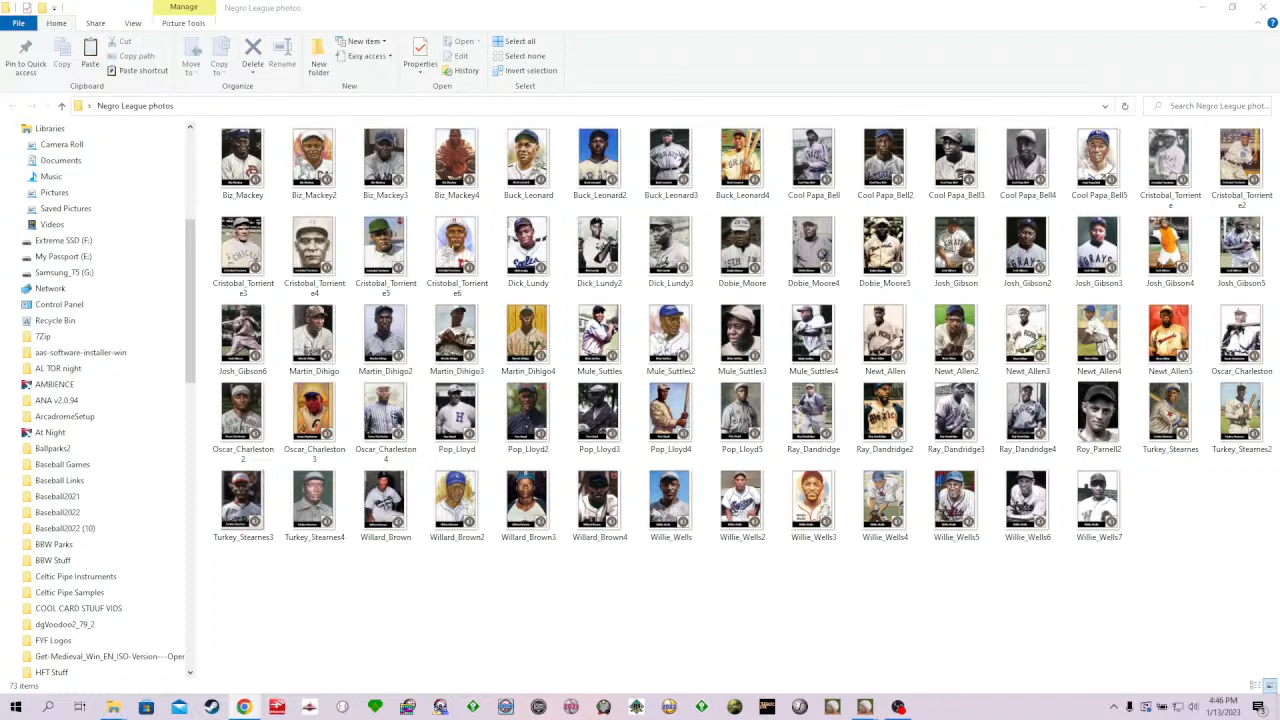 Manage
Negro League photos
File
Home
Share
View
Picture Tools
Pin to Quick access
Copy
Paste
Cut
Copy path
Paste shortcut
Clipboard
Move to
Copy to
Delete
Rename
Organize
New folder
New item
Easy access
New
Properties
Open
Edit
History
Open
Select all
Select none
Invert selection
Select
Negro League photos
Search Negro League phot...
Libraries
Camera Roll
Documents
Music
Pictures
Saved Pictures
Videos
Extreme SSD (F:)
My Passport (E:)
Samsung_T5 (G:)
Network
Control Panel
Recycle Bin
7Zip
aas-software-installer-win
AL TOR night
AMBIENCE
ANA v2.0.94
ArcadromeSetup
At Night
Ballparks2
Baseball Games
Baseball Links
Baseball2021
Baseball2022
Baseball2022 (10)
BBW Parks
BBW Stuff
Celtic Pipe Instruments
Celtic Pipe Samples
COOL CARD STUUF VIDS
dgVoodoo2_79_2
FYF Logos
Get-Medieval_Win_EN_ISO-Version---Oper
HFT Stuff
Biz_Mackey
Biz_Mackey2
Biz_Mackey3
Biz_Mackey4
Buck_Leonard
Buck_Leonard2
Buck_Leonard3
Buck_Leonard4
cool Papa_Bell
Cool Papa_Bell2
Cool Papa_Bell3
Cool Papa_Bell4
Cool Papa_Bell5
Cristobal_Torriente
Cristobal_Torriente2
Cristobal_Torriente3
Cristobal_Torriente4
Cristobal_Torriente5
Cristobal_Torriente6
Dick_Lundy
Dick_Lundy2
Dick_Lundy3
Dobie_Moore
Dobie_Moore4
Dobie_Moore5
Josh_Gibson
Josh_Gibson2
Josh_Gibson3
Josh_Gibson4
Josh_Gibson5
Josh_Gibson6
Martin_Dihigo
Martin_Dihigo2
Martin_Dihigo3
Martin_Dihigo4
Mule_Suttles
Mule_Suttles2
Mule_Suttles3
Mule_Suttles4
Newt_Allen
Newt_Allen2
Newt_Allen3
Newt_Allen4
Newt_Allen5
Oscar_Charleston
Oscar_Charleston2
Oscar_Charleston3
Oscar_Charleston4
Pop_Lloyd
Pop_Lloyd2
Pop_Lloyd3
Pop_Lloyd4
Pop_Lloyd5
Ray_Dandridge
Ray_Dandridge2
Ray_Dandridge3
Ray_Dandridge4
Roy_Parnell2
Turkey_Stearnes
Turkey_Stearnes2
Turkey_Stearnes3
Turkey_Stearnes4
Willard_Brown
Willard_Brown2
Willard_Brown3
Willard_Brown4
Willie_Wells
Willie_Wells2
Willie_Wells3
Willie_Wells4
Willie_Wells5
Willie_Wells6
Willie_Wells7
73 items
4:46 PM
1/13/2023